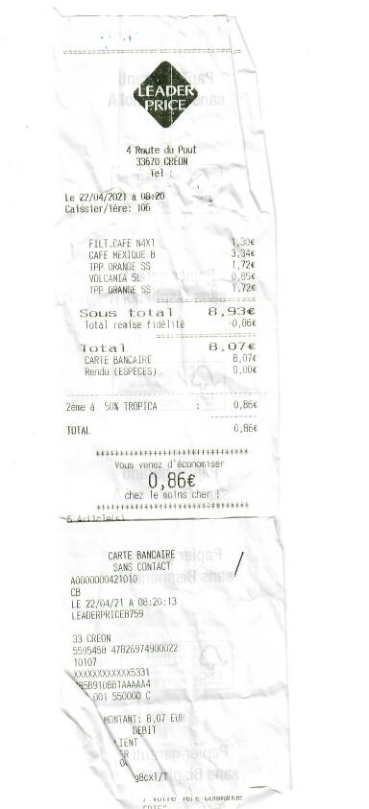 LEADER
PRICE
4 Route du Pout
33670 CREON
Tel :
Le 22/04/2021 à 08:20
Caissier/ière: 106
FILT.CAFE N4X1 1,30€
CAFE MEXIQUE B 3,34€
TPP ORANGE SS 1,72€
VOLCANIA SL 0,85€
TPP ORANGE SS 1,72€
Sous total 8,93€
Total remise fidélité -0,86€
Total 8,07€
CARTE BANCAIRE 8,07€
Rendu (ESPECES) 0,00€
2ème à 50% TROPICA : 0,86€
TOTAL 0,86€
Vous venez d'économiser
0,86€
chez le moins cher !
5 Article(s)
CARTE BANCAIRE
SANS CONTACT
A0000000421010
CB
LE 22/04/21 A 08:20:13
LEADERPRICE8759
33 CREON
5595458 47826974900022
10107
XXXXXXXXXXXX5331
001 550000 C
MONTANT: 8,07 EUR
DEBIT